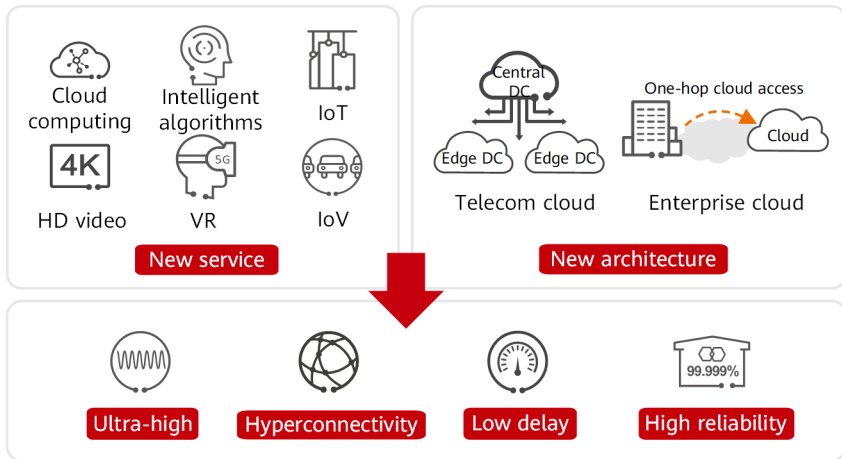 Cloud
computing
Intelligent
algorithms
IoT
4K
HD video
5G
VR
IoV
New service
Central
DC
Edge DC
Edge DC
Telecom cloud
One-hop cloud access
Cloud
Enterprise cloud
New architecture
Ultra-high
Hyperconnectivity
Low delay
99.999%
High reliability